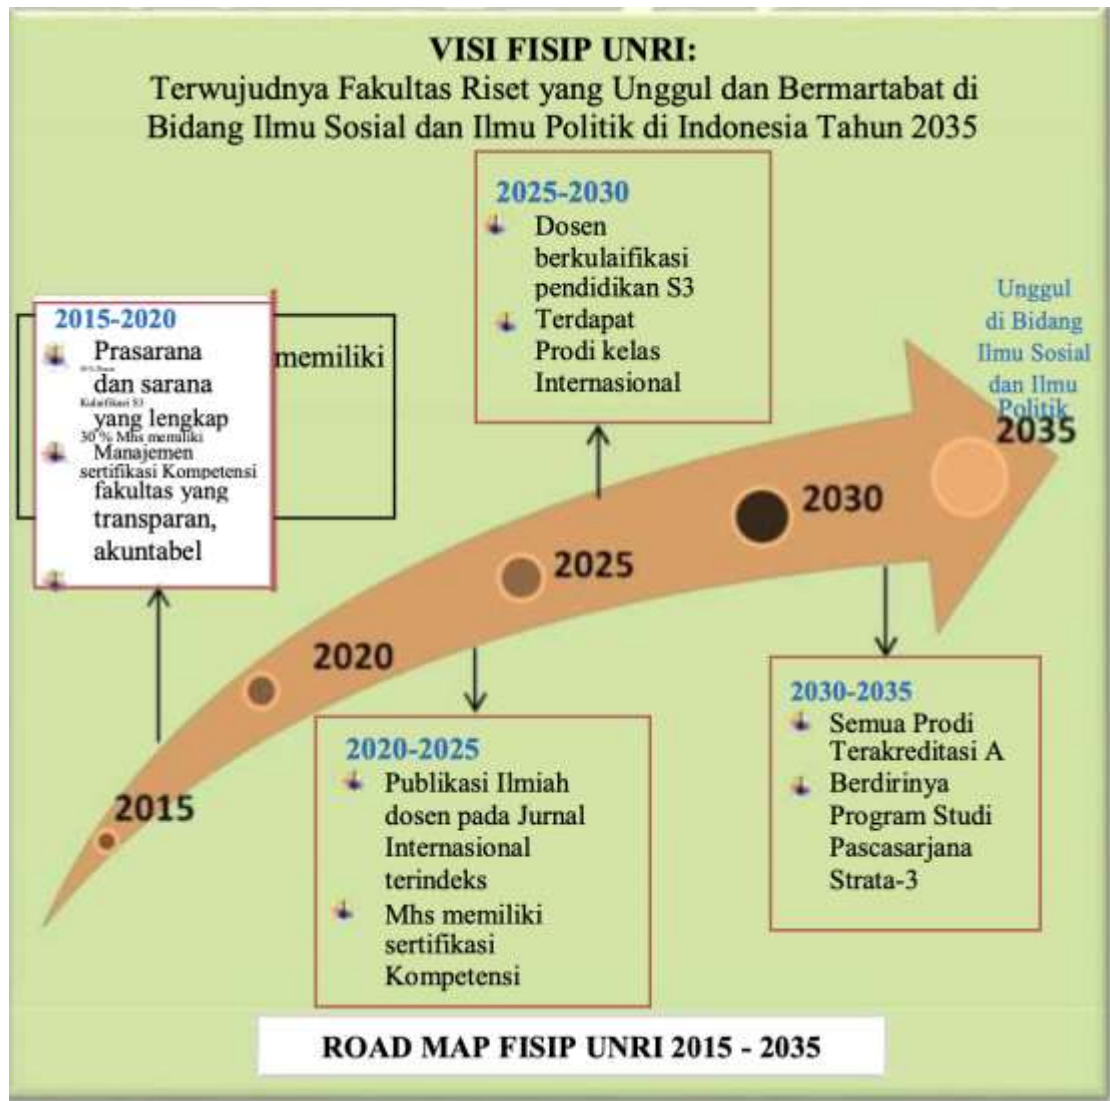 VISI FISIP UNRI:
Terwujudnya Fakultas Riset yang Unggul dan Bermartabat di
Bidang Ilmu Sosial dan Ilmu Politik di Indonesia Tahun 2035
2025-2030
Dosen
berkulaifikasi
pendidikan S3
Terdapat
Prodi kelas
Internasional
Unggul
di Bidang
Ilmu Sosial
dan Ilmu
Politik
2015-2020
Prasarana
dan sarana
Kulaifikasi S3
yang lengkap
30 % Mhs memiliki
Manajemen
sertifikasi Kompetensi
fakultas yang
transparan,
akuntabel
memiliki
2035
2030
2025
2020
2015
2020-2025
Publikasi Ilmiah
dosen pada Jurnal
Internasional
terindeks
Mhs memiliki
sertifikasi
Kompetensi
2030-2035
Semua Prodi
Terakreditasi A
Berdirinya
Program Studi
Pascasarjana
Strata-3
ROAD MAP FISIP UNRI 2015 - 2035